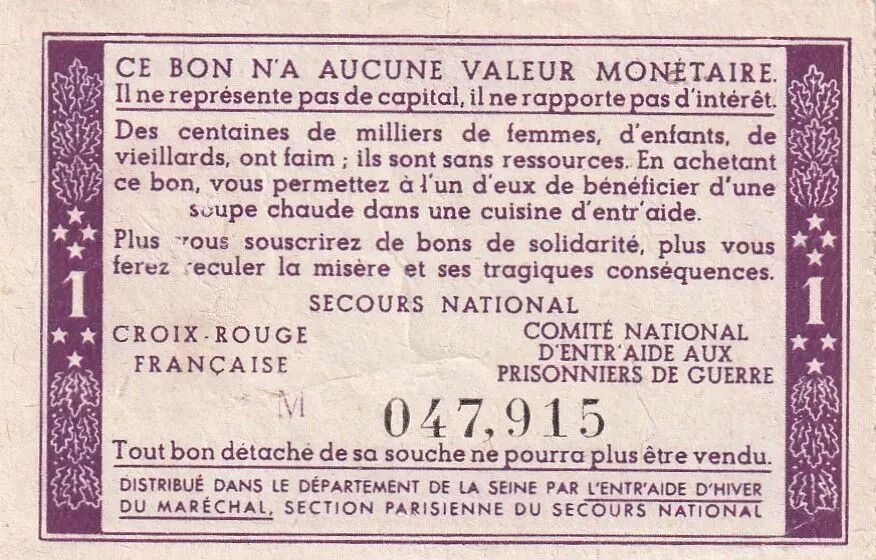 CE BON N'A AUCUNE VALEUR MONÉTAIRE.
Il ne représente pas de capital, il ne rapporte pas d'intérêt.
Des centaines de milliers de femmes, d'enfants, de
vieillards, ont faim ; ils sont sans ressources. En achetant
ce bon, vous permettez à l'un d'eux de bénéficier d'une
soupe chaude dans une cuisine d'entr'aide.
Plus vous souscrirez de bons de solidarité, plus vous
ferez reculer la misère et ses tragiques conséquences.
1
1
SECOURS NATIONAL
CROIX-ROUGE
FRANÇAISE
COMITÉ NATIONAL
D'ENTR'AIDE AUX
PRISONNIERS DE GUERRE
M 047,915
Tout bon détaché de sa souche ne pourra plus être vendu.
DISTRIBUÉ DANS LE DÉPARTEMENT DE LA SEINE PAR L'ENTR'AIDE D'HIVER
DU MARÉCHAL, SECTION PARISIENNE DU SECOURS NATIONAL